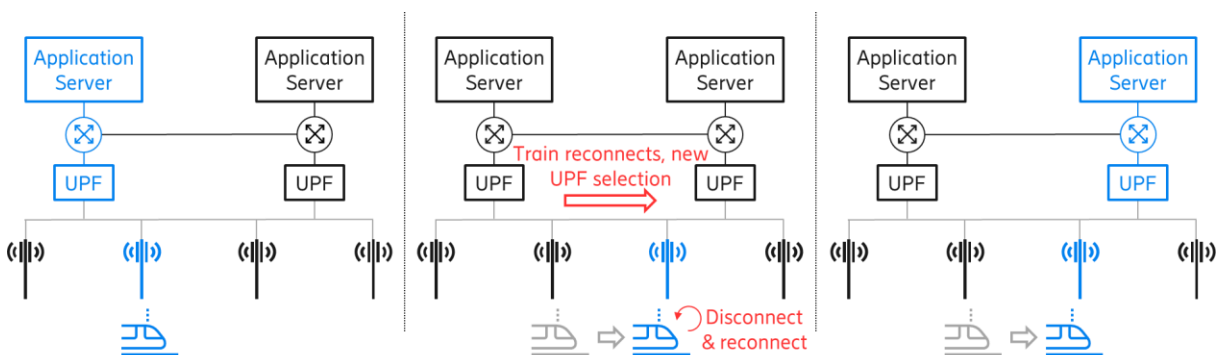 Application
Server
Application
Server
UPF
UPF
Application
Server
Application
Server
Train reconnects, new
UPF selection
UPF
UPF
Disconnect
& reconnect
Application
Server
Application
Server
UPF
UPF